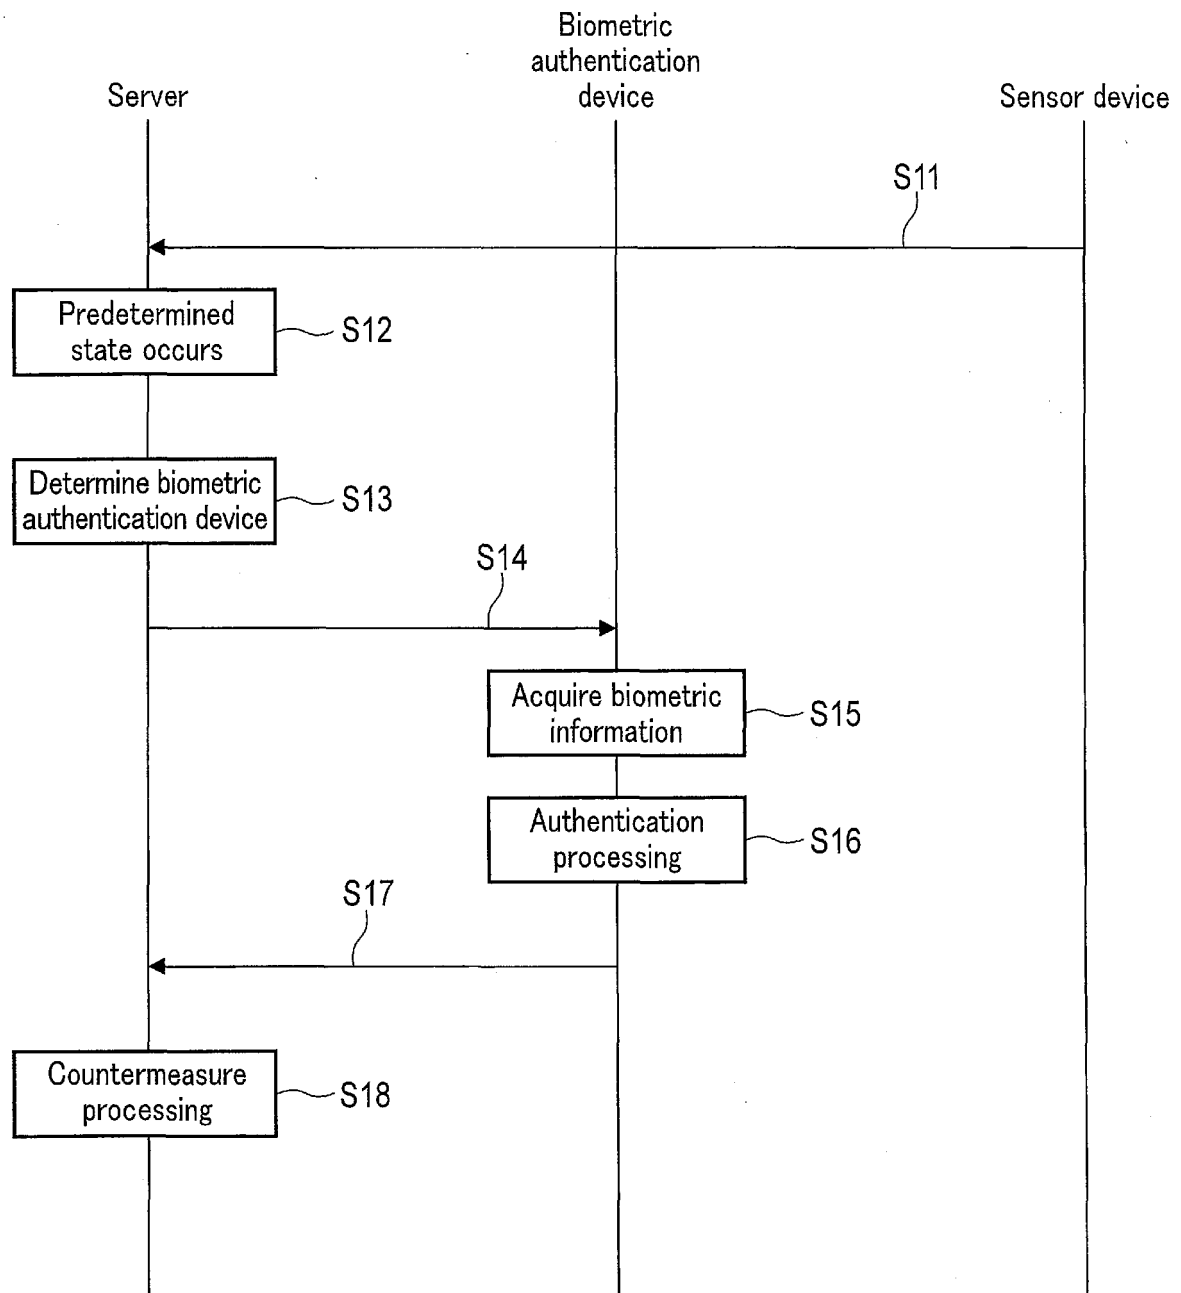 Biometric
authentication
device
Server
Sensor device
S11
Predetermined
state occurs
S12
Determine biometric
authentication device
S13
S14
Acquire biometric
information
S15
Authentication
processing
S16
S17
Countermeasure
processing
S18